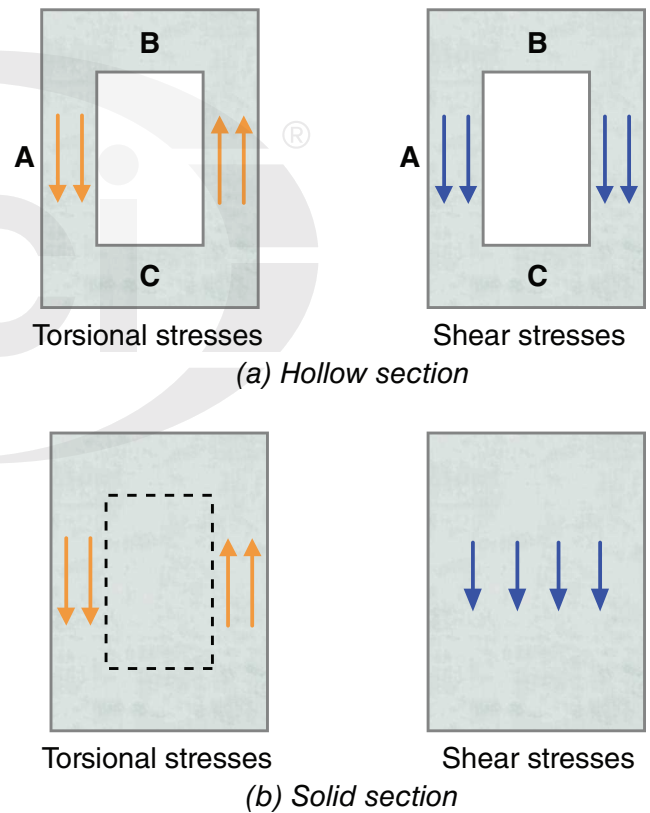 B B
A A
C C
®
Torsional stresses Shear stresses
(a) Hollow section
Torsional stresses Shear stresses
(b) Solid section